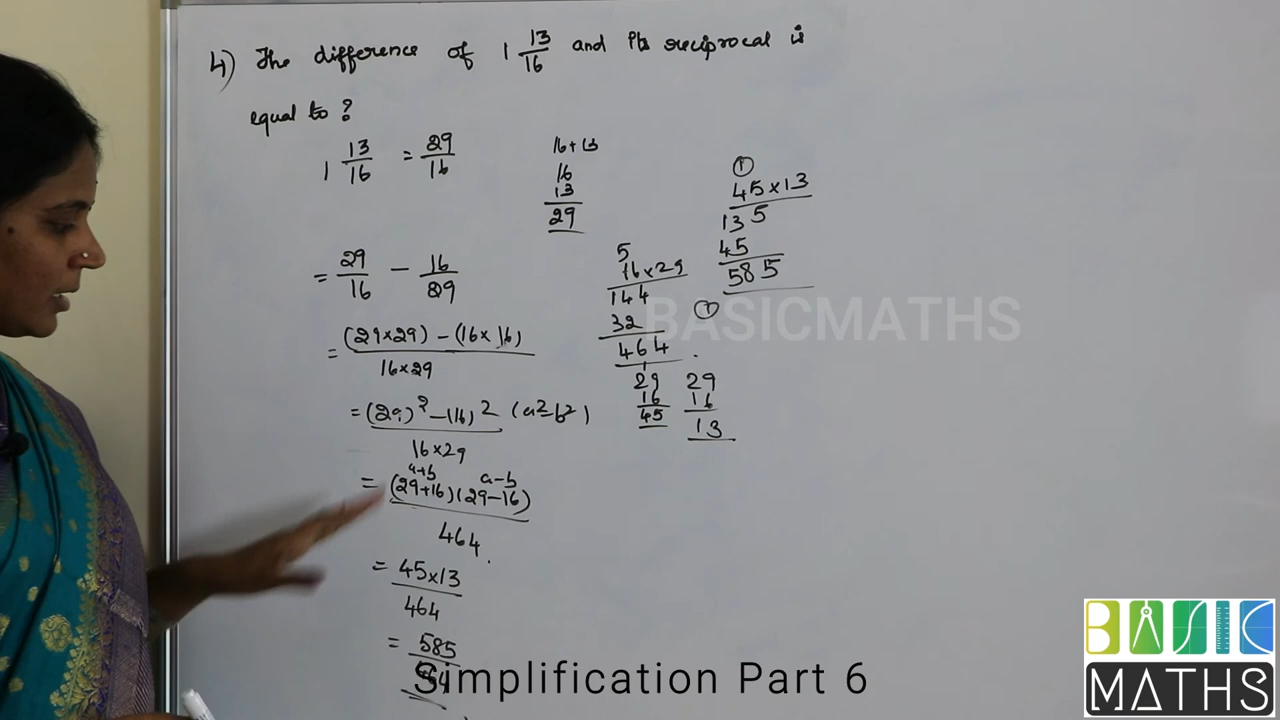 4) The difference of 1 13/16 and its reciprocal is
equal to ?
1 13/16 = 29/16
16+13
16
13
29
= 29/16 - 16/29
= (29×29) - (16×16)
16×29
= (29)² - (16)² (a²-b²)
16×29
a+b a-b
= (29+16)(29-16)
464
= 45×13
464
= 585
5
16×29
144
32
464
29
16
45
1
29
16
13
1
45×13
135
45
585
BASICMATHS
Simplification Part 6
BASIC
MATHS